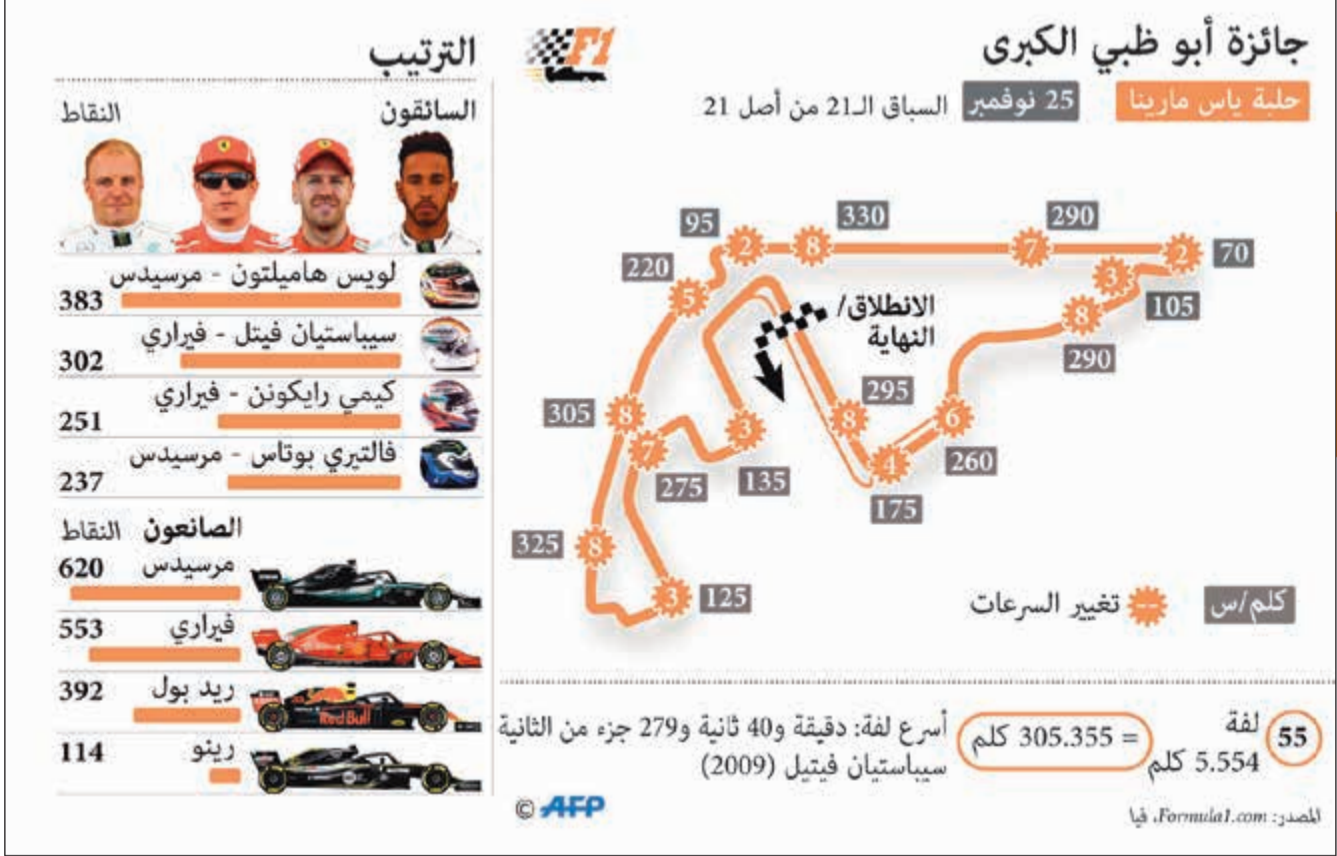 جائزة أبو ظبي الكبرى
حلبة ياس مارينا
25 نوفمبر
السباق الـ21 من أصل 21
F1
330
290
95
2
8
7
2
70
220
3
5
105
8
290
الانطلاق/
النهاية
295
305
8
8
6
7
3
4
260
275
135
175
325
8
3
125
كلم/س
تغيير السرعات
55
لفة
5.554 كلم
= 305.355 كلم
أسرع لفة: دقيقة و40 ثانية و279 جزء من الثانية
سيباستيان فيتيل (2009)
المصدر: Formula1.com، فيا
© AFP
الترتيب
السائقون
النقاط
لويس هاميلتون - مرسيدس
383
سيباستيان فيتل - فيراري
302
كيمي رايكونن - فيراري
251
فالتيري بوتاس - مرسيدس
237
الصانعون
النقاط
مرسيدس
620
فيراري
553
ريد بول
392
Red Bull
رينو
114